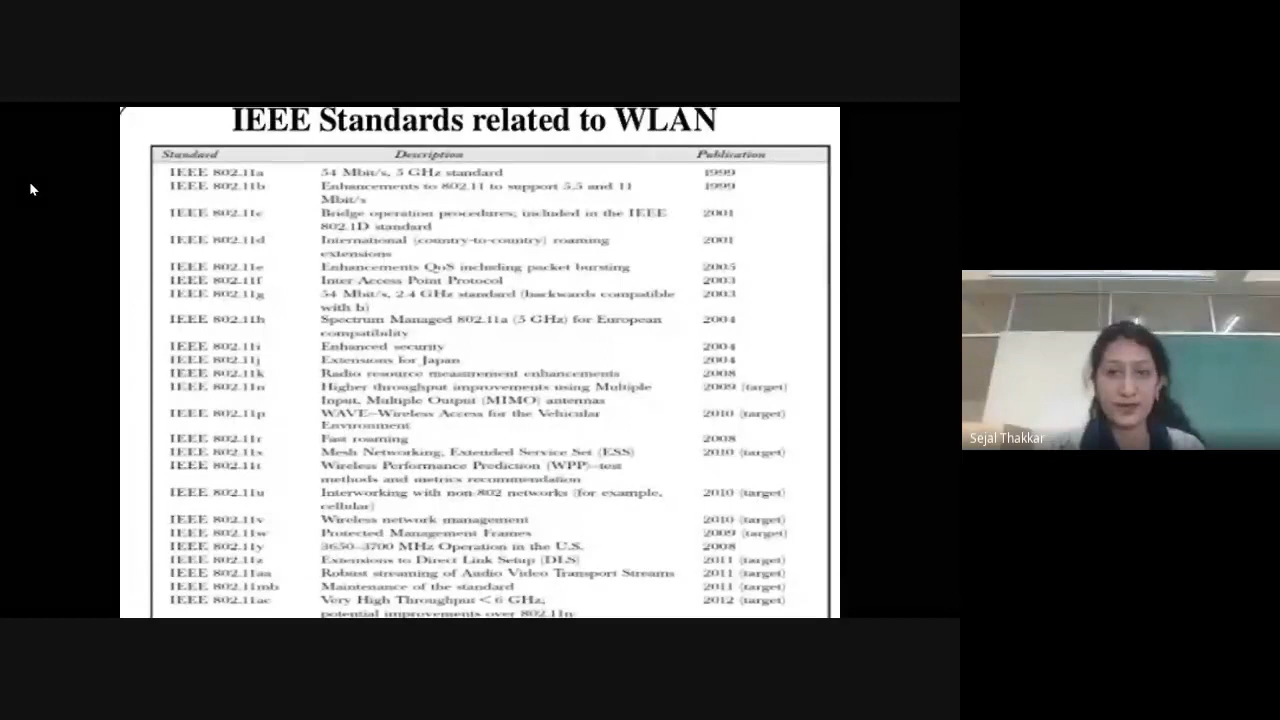 IEEE Standards related to WLAN
Standard Description Publication
IEEE 802.11a 54 Mbit/s, 5 GHz standard 1999
IEEE 802.11b Enhancements to 802.11 to support 5.5 and 11 1999
Mbit/s
IEEE 802.11c Bridge operation procedures; included in the IEEE 2001
802.1D standard
IEEE 802.11d International (country-to-country) roaming 2001
extensions
IEEE 802.11e Enhancements QoS including packet bursting 2005
IEEE 802.11f Inter-Access Point Protocol 2003
IEEE 802.11g 54 Mbit/s, 2.4 GHz standard (backwards compatible 2003
with b)
IEEE 802.11h Spectrum Managed 802.11a (5 GHz) for European 2004
compatibility
IEEE 802.11i Enhanced security 2004
IEEE 802.11j Extensions for Japan 2004
IEEE 802.11k Radio resource measurement enhancements 2008
IEEE 802.11n Higher throughput improvements using Multiple 2009 (target)
Input, Multiple Output (MIMO) antennas
IEEE 802.11p WAVE–Wireless Access for the Vehicular 2010 (target)
Environment
IEEE 802.11r Fast roaming 2008
IEEE 802.11s Mesh Networking, Extended Service Set (ESS) 2010 (target)
IEEE 802.11t Wireless Performance Prediction (WPP)–test
methods and metrics recommendation
IEEE 802.11u Interworking with non-802 networks (for example, 2010 (target)
cellular)
IEEE 802.11v Wireless network management 2010 (target)
IEEE 802.11w Protected Management Frames 2009 (target)
IEEE 802.11y 3650–3700 MHz Operation in the U.S. 2008
IEEE 802.11z Extensions to Direct Link Setup (DLS) 2011 (target)
IEEE 802.11aa Robust streaming of Audio Video Transport Streams 2011 (target)
IEEE 802.11mb Maintenance of the standard 2011 (target)
IEEE 802.11ac Very High Throughput < 6 GHz; 2012 (target)
potential improvements over 802.11n
Sejal Thakkar